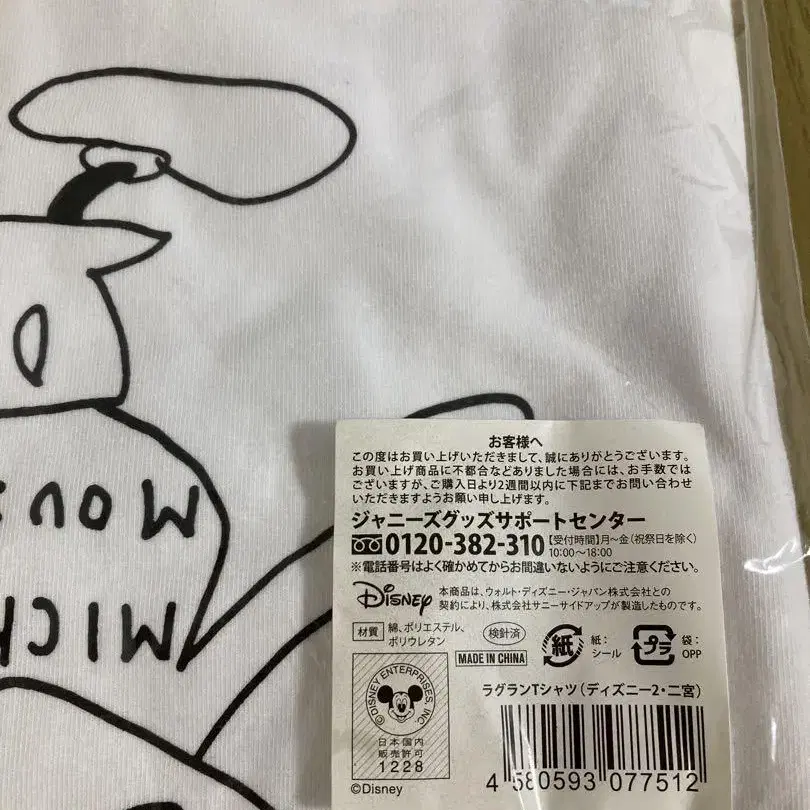 MIC
MOU
お客様へ
この度はお買い上げいただきまして、誠にありがとうございます。
お買い上げ商品に不都合などありました場合には、お手数では
ございますが、ご購入日より2週間以内に下記までお問い合わせ
いただきますようお願い申し上げます。
ジャニーズグッズサポートセンター
0120-382-310 【受付時間】月~金(祝祭日を除く) 10:00~18:00
※電話番号はよく確かめてからお間違いないようにご注意ください。
Disney 本商品は、ウォルト・ディズニー・ジャパン株式会社との
契約により、株式会社サニーサイドアップが製造したものです。
材質 綿、ポリエステル、
ポリウレタン
検針済
MADE IN CHINA
紙 紙:シール
プラ 袋:OPP
©DISNEY ENTERPRISES, INC.
日本国内
販売許可
1228
©Disney
ラグランTシャツ(ディズニー2・二宮)
4 580593 077512